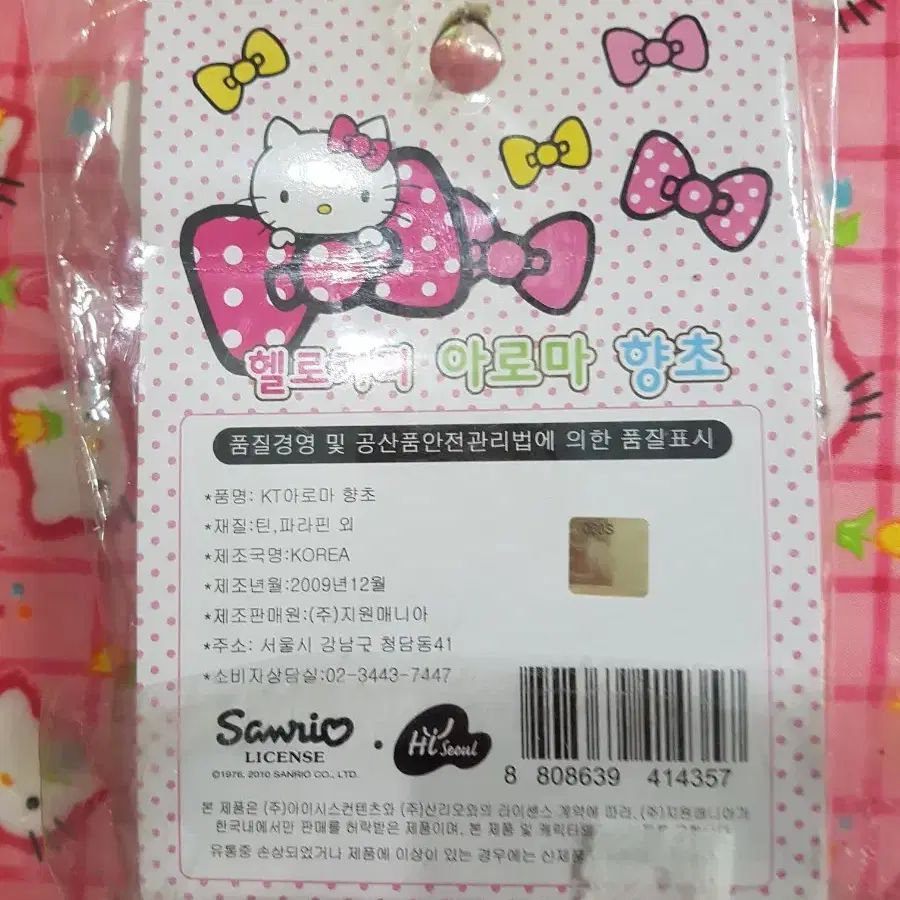 헬로키티 아로마 향초
품질경영 및 공산품안전관리법에 의한 품질표시
*품명: KT아로마 향초
*재질:틴,파라핀 외
*제조국명:KOREA
*제조년월:2009년12월
*제조판매원:(주)지원매니아
*주소: 서울시 강남구 청담동41
*소비자상담실:02-3443-7447
Sanrio
LICENSE
©1976, 2010 SANRIO CO., LTD.
Hi Seoul
8 808639 414357
본 제품은 (주)아이시스컨텐츠와 (주)산리오와의 라이센스 계약에 따라, (주)지원매니아가
한국내에서만 판매를 허락받은 제품이며, 본 제품 및 캐릭터
유통중 손상되었거나 제품에 이상이 있는 경우에는 신제품